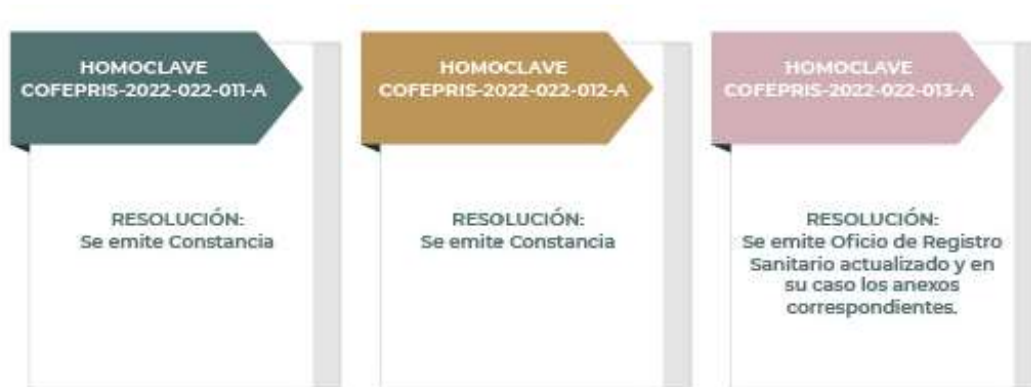 HOMOCLAVE
COFEPRIS-2022-022-011-A
RESOLUCIÓN:
Se emite Constancia
HOMOCLAVE
COFEPRIS-2022-022-012-A
RESOLUCIÓN:
Se emite Constancia
HOMOCLAVE
COFEPRIS-2022-022-013-A
RESOLUCIÓN:
Se emite Oficio de Registro
Sanitario actualizado y en
su caso los anexos
correspondientes.